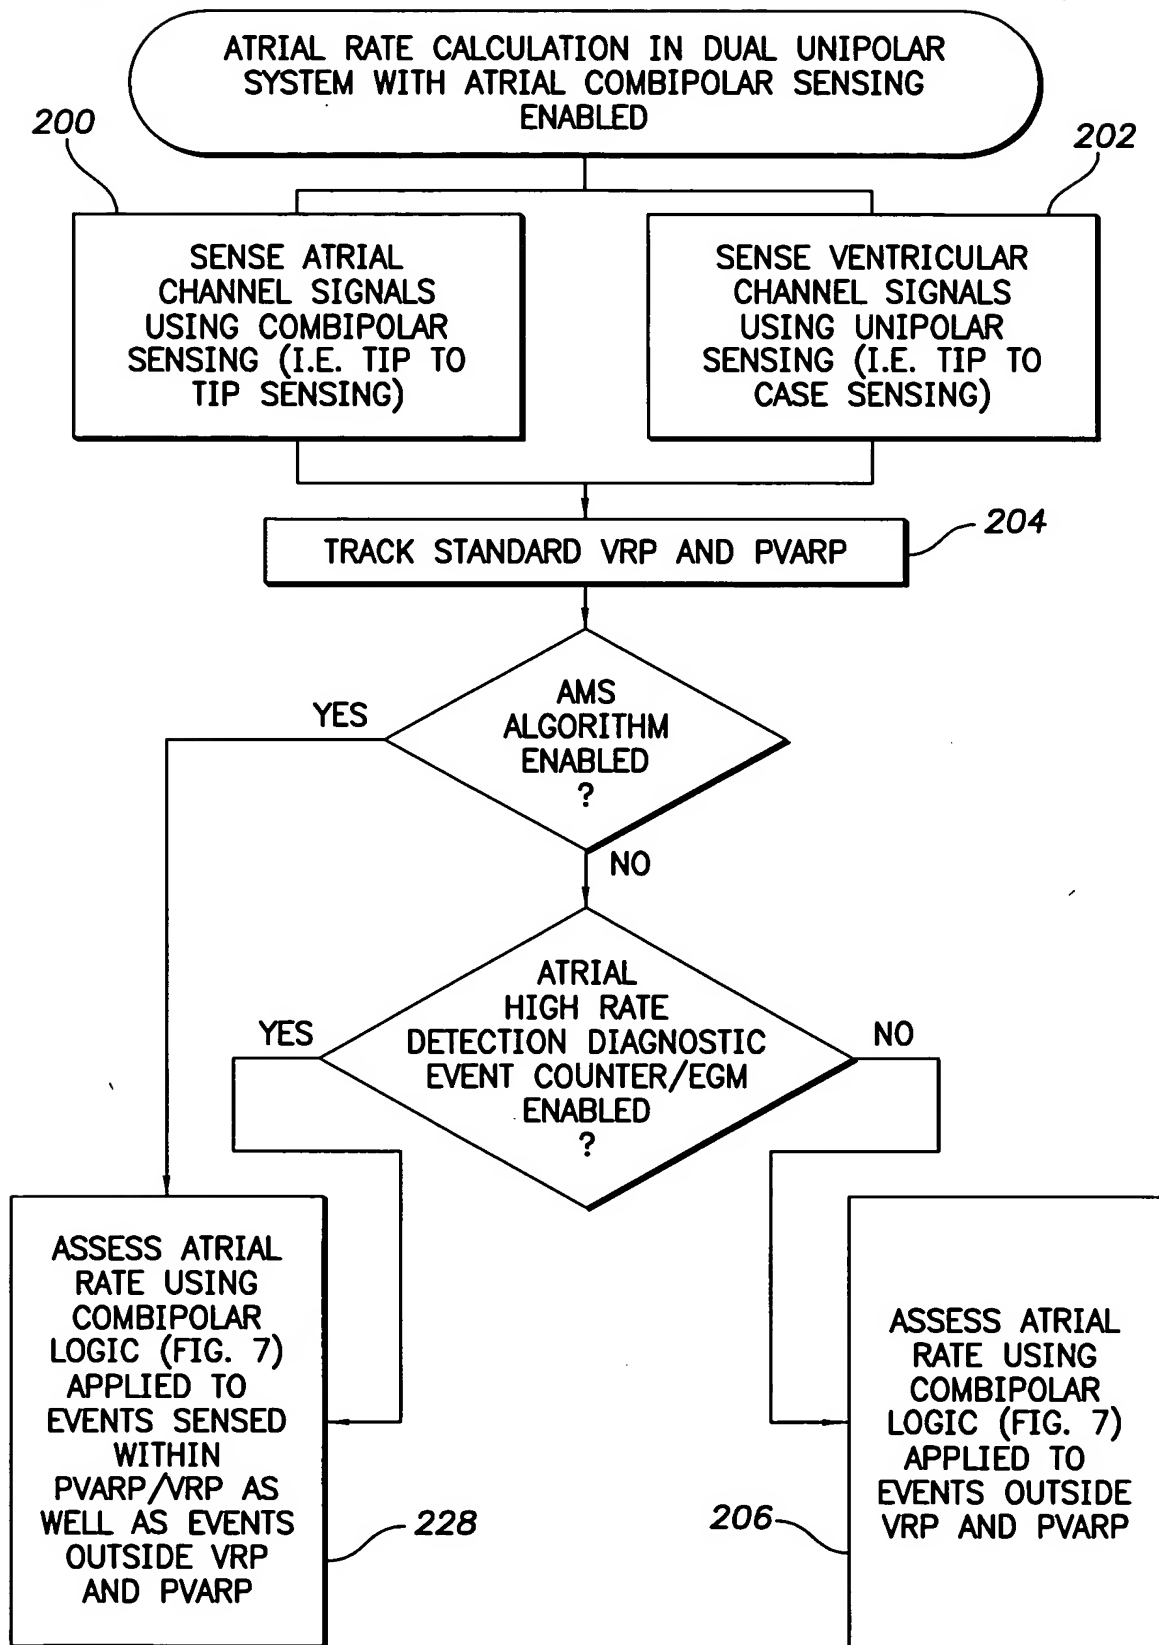 ATRIAL RATE CALCULATION IN DUAL UNIPOLAR
SYSTEM WITH ATRIAL COMBIPOLAR SENSING
ENABLED
200
202
SENSE ATRIAL
CHANNEL SIGNALS
USING COMBIPOLAR
SENSING (I.E. TIP TO
TIP SENSING)
SENSE VENTRICULAR
CHANNEL SIGNALS
USING UNIPOLAR
SENSING (I.E. TIP TO
CASE SENSING)
TRACK STANDARD VRP AND PVARP
204
AMS
ALGORITHM
ENABLED
?
YES
NO
ATRIAL
HIGH RATE
DETECTION DIAGNOSTIC
EVENT COUNTER/EGM
ENABLED
?
YES
NO
ASSESS ATRIAL
RATE USING
COMBIPOLAR
LOGIC (FIG. 7)
APPLIED TO
EVENTS SENSED
WITHIN
PVARP/VRP AS
WELL AS EVENTS
OUTSIDE VRP
AND PVARP
228
206
ASSESS ATRIAL
RATE USING
COMBIPOLAR
LOGIC (FIG. 7)
APPLIED TO
EVENTS OUTSIDE
VRP AND PVARP